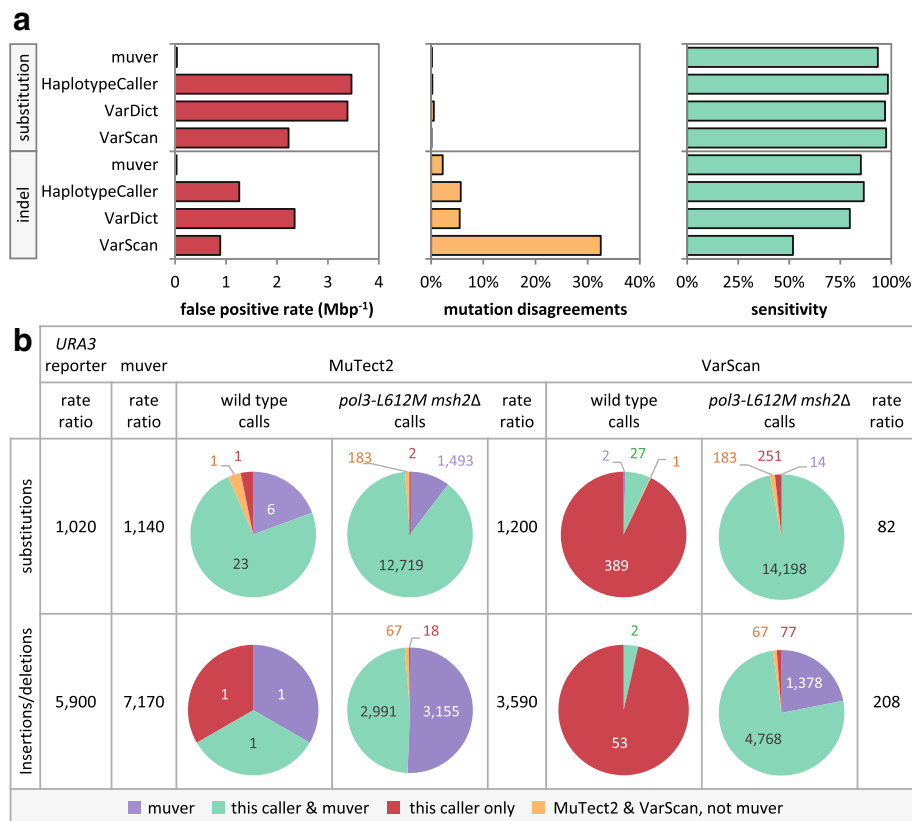 a
substitution
muver
HaplotypeCaller
VarDict
VarScan
indel
muver
HaplotypeCaller
VarDict
VarScan
0 1 2 3 4
false positive rate (Mbp-1)
0% 10% 20% 30% 40%
mutation disagreements
0% 25% 50% 75% 100%
sensitivity
b
URA3 reporter
muver
MuTect2
VarScan
rate ratio
rate ratio
wild type calls
pol3-L612M msh2Δ calls
rate ratio
wild type calls
pol3-L612M msh2Δ calls
rate ratio
substitutions
1,020
1,140
1
1
6
23
183
2
1,493
12,719
1,200
2
27
1
389
183
251
14
14,198
82
Insertions/deletions
5,900
7,170
1
1
1
67
18
2,991
3,155
3,590
2
53
67
77
1,378
4,768
208
muver
this caller & muver
this caller only
MuTect2 & VarScan, not muver